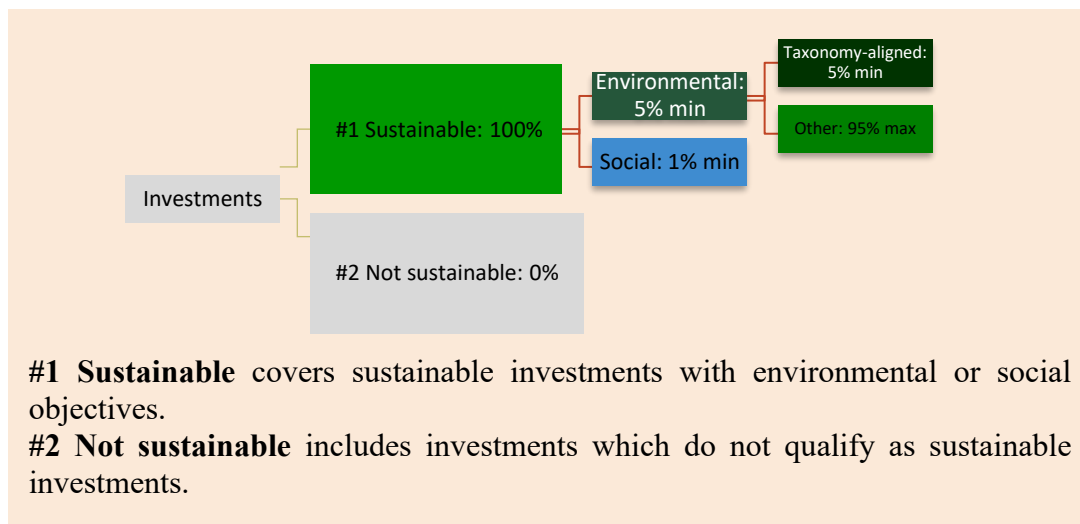 Taxonomy-aligned:
5% min
Environmental:
5% min
#1 Sustainable: 100%
Other: 95% max
Social: 1% min
Investments
#2 Not sustainable: 0%
#1 Sustainable covers sustainable investments with environmental or social
objectives.
#2 Not sustainable includes investments which do not qualify as sustainable
investments.